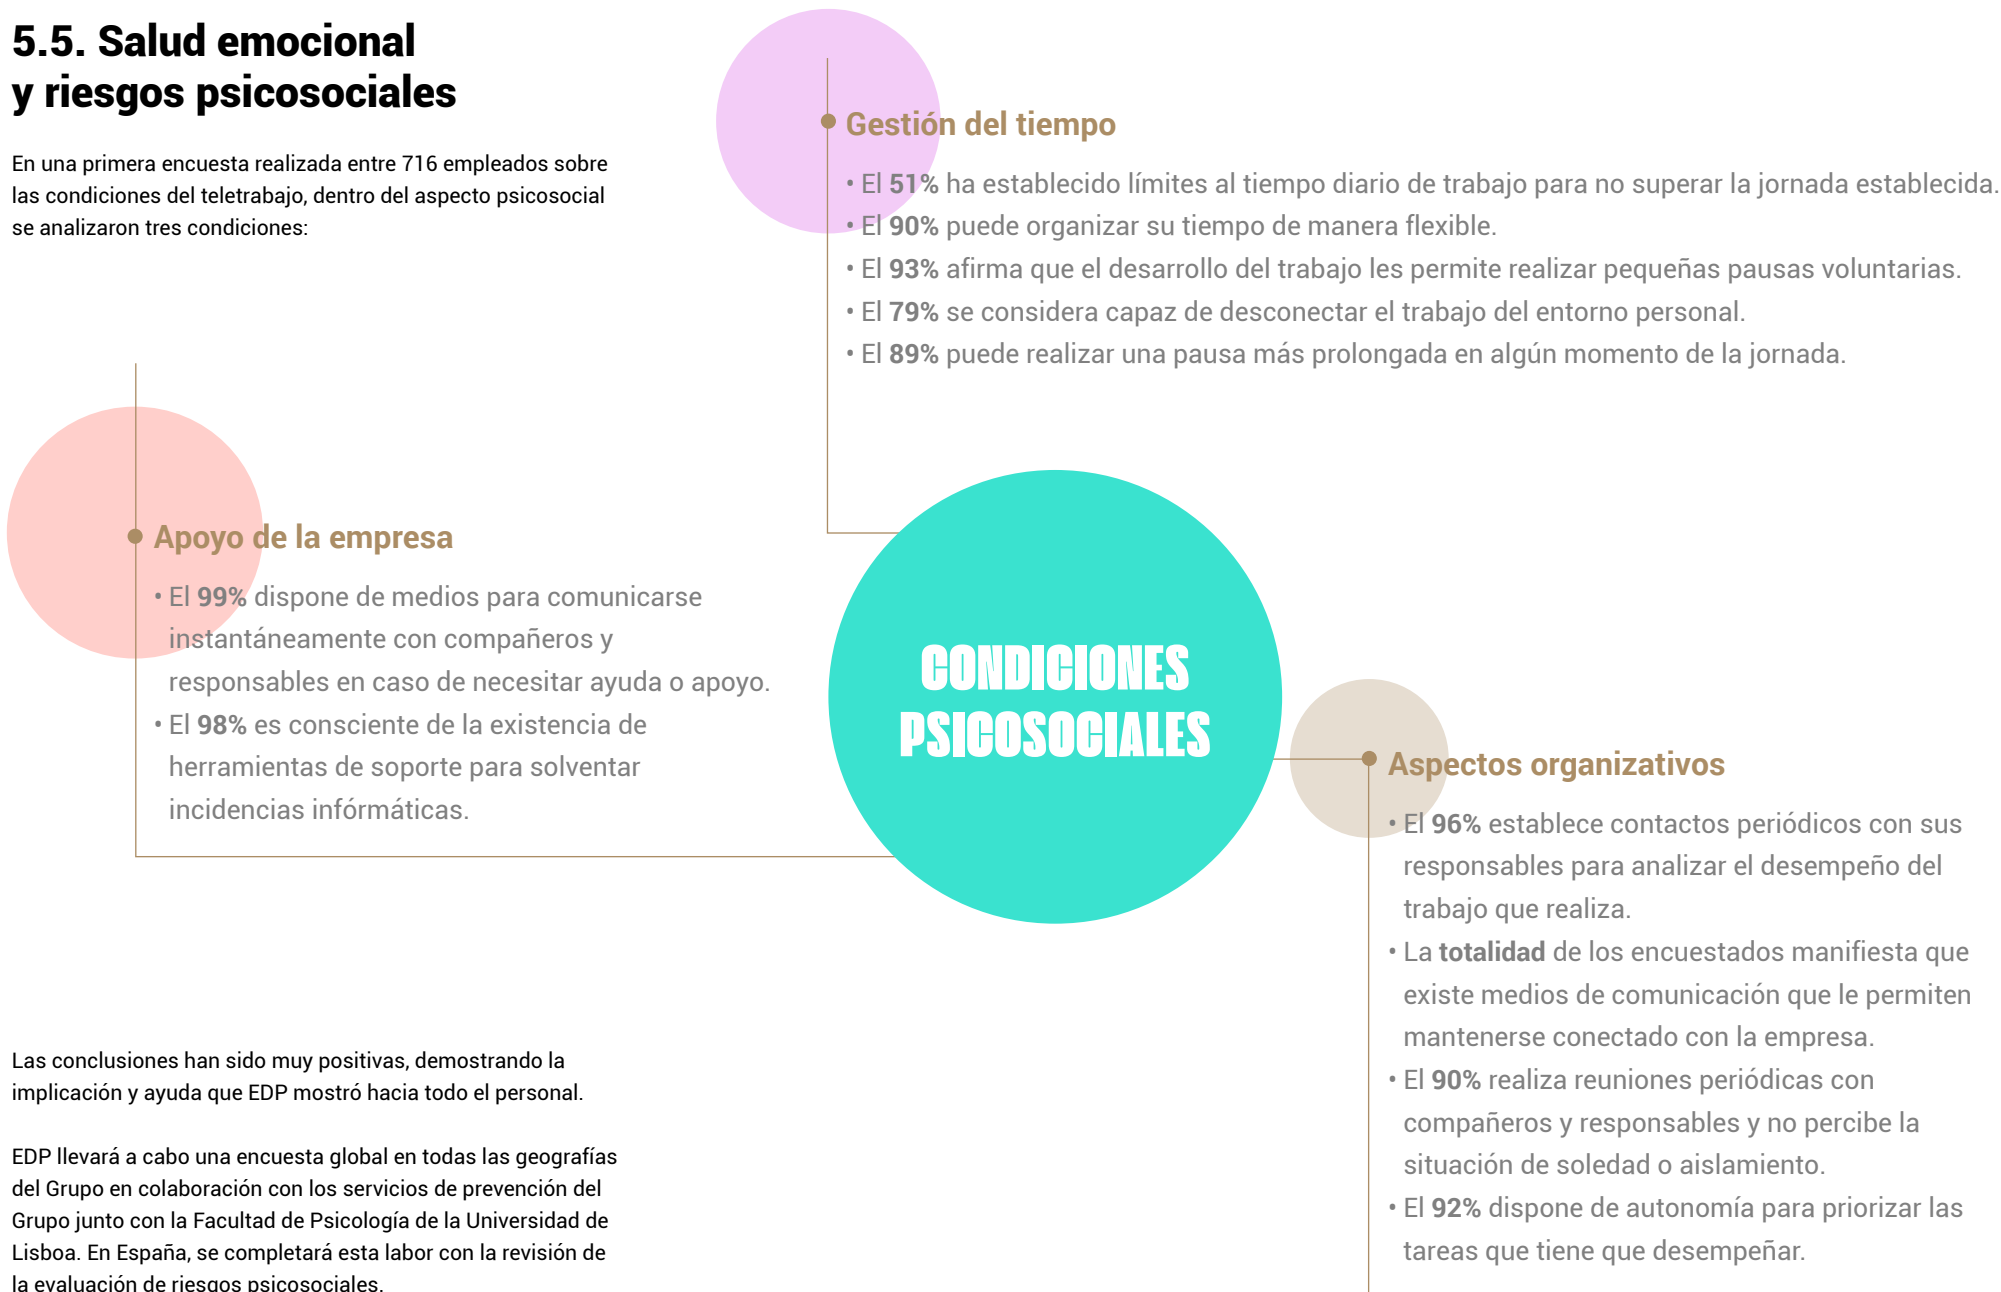 5.5. Salud emocional
y riesgos psicosociales
En una primera encuesta realizada entre 716 empleados sobre
las condiciones del teletrabajo, dentro del aspecto psicosocial
se analizaron tres condiciones:
Gestión del tiempo
• El 51% ha establecido límites al tiempo diario de trabajo para no superar la jornada establecida.
• El 90% puede organizar su tiempo de manera flexible.
• El 93% afirma que el desarrollo del trabajo les permite realizar pequeñas pausas voluntarias.
• El 79% se considera capaz de desconectar el trabajo del entorno personal.
• El 89% puede realizar una pausa más prolongada en algún momento de la jornada.
Apoyo de la empresa
• El 99% dispone de medios para comunicarse
instantáneamente con compañeros y
responsables en caso de necesitar ayuda o apoyo.
• El 98% es consciente de la existencia de
herramientas de soporte para solventar
incidencias infórmáticas.
CONDICIONES
PSICOSOCIALES
Aspectos organizativos
• El 96% establece contactos periódicos con sus
responsables para analizar el desempeño del
trabajo que realiza.
• La totalidad de los encuestados manifiesta que
existe medios de comunicación que le permiten
mantenerse conectado con la empresa.
• El 90% realiza reuniones periódicas con
compañeros y responsables y no percibe la
situación de soledad o aislamiento.
• El 92% dispone de autonomía para priorizar las
tareas que tiene que desempeñar.
Las conclusiones han sido muy positivas, demostrando la
implicación y ayuda que EDP mostró hacia todo el personal.
EDP llevará a cabo una encuesta global en todas las geografías
del Grupo en colaboración con los servicios de prevención del
Grupo junto con la Facultad de Psicología de la Universidad de
Lisboa. En España, se completará esta labor con la revisión de
la evaluación de riesgos psicosociales.